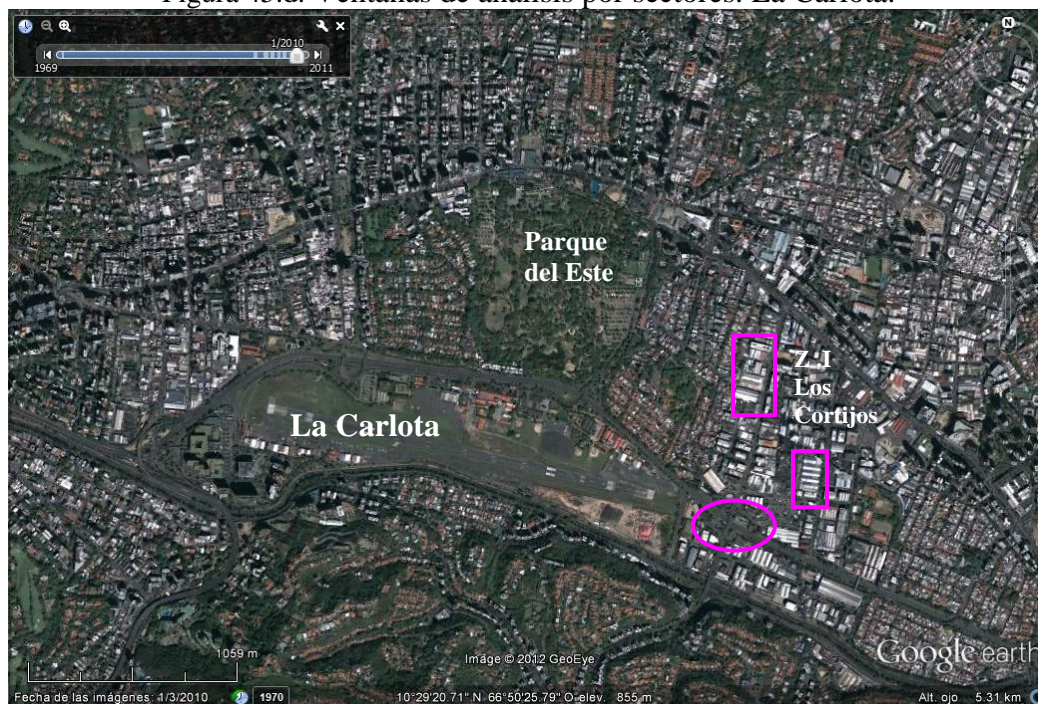 Figura 43.d. Ventanas de análisis por sectores. La Carlota.
1/2010
1969
2011
N
Parque
del Este
Z.I
Los
Cortijos
La Carlota
1059 m
Image © 2012 GeoEye
Google earth
Fecha de las imágenes: 1/3/2010
1970
10°29'20.71" N 66°50'25.79" O elev. 855 m
Alt. ojo 5.31 km